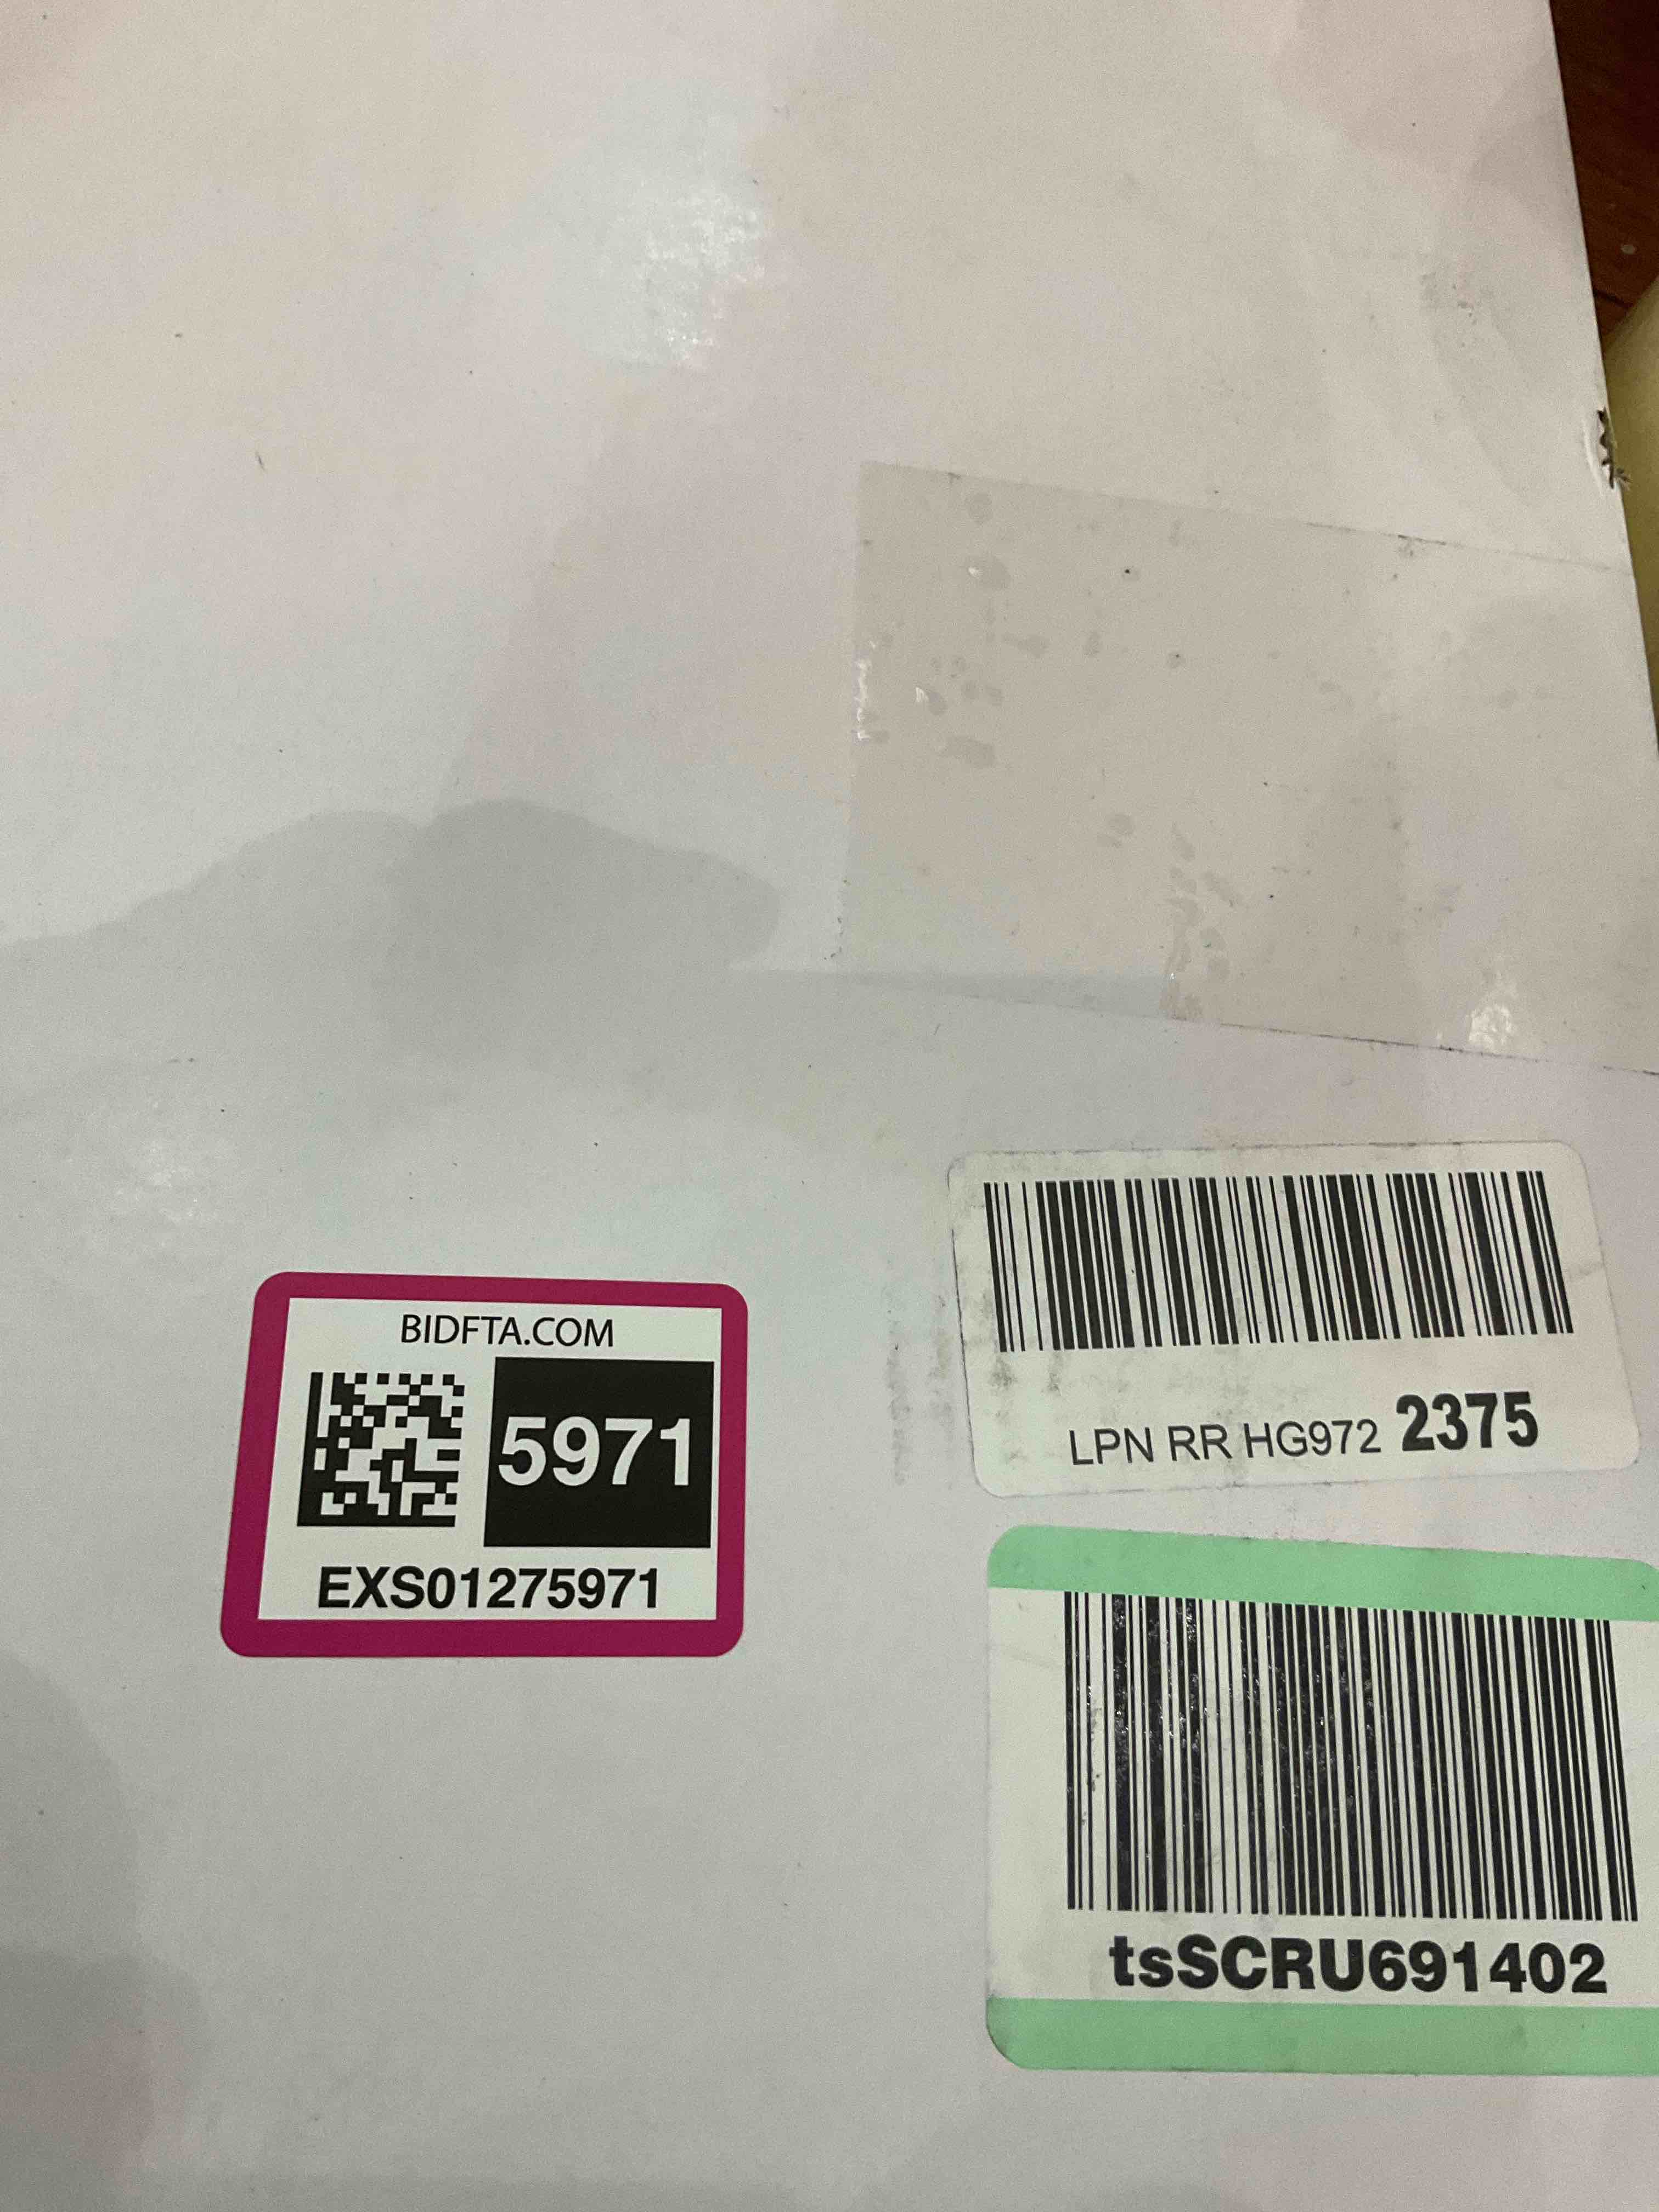 BIDFTA.COM
5971
EXS01275971
LPN RR HG972 2375
tsSCRU691402